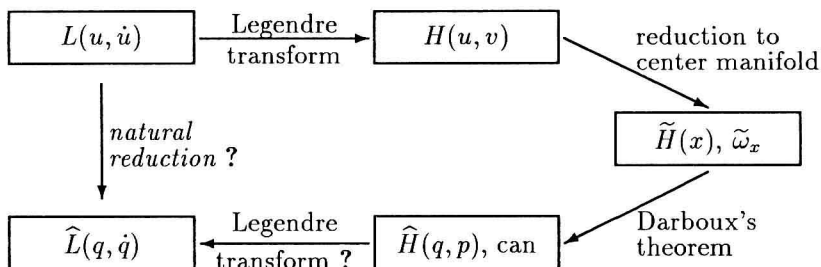 L(u, u̇)
Legendre
transform
H(u, v)
reduction to
center manifold
natural
reduction ?
H̃(x), ω̃ₓ
L̂(q, q̇)
Legendre
transform ?
Ĥ(q, p), can
Darboux's
theorem